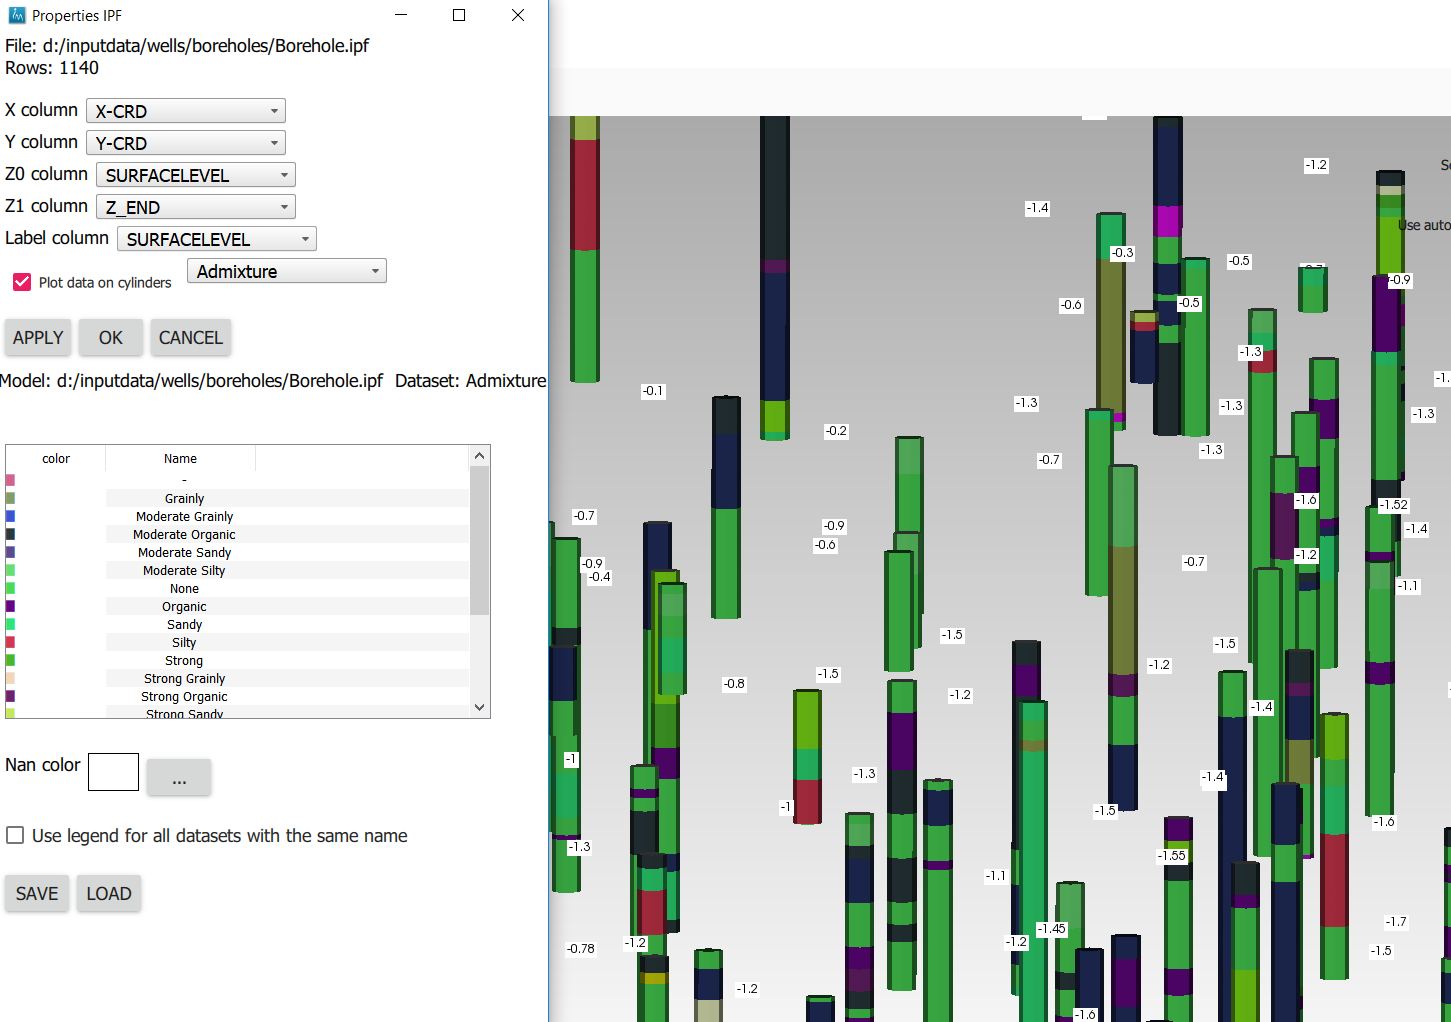 Properties IPF
File: d:/inputdata/wells/boreholes/Borehole.ipf
Rows: 1140
X column X-CRD
Y column Y-CRD
Z0 column SURFACELEVEL
Z1 column Z_END
Label column SURFACELEVEL
Plot data on cylinders Admixture
APPLY OK CANCEL
Model: d:/inputdata/wells/boreholes/Borehole.ipf Dataset: Admixture
color Name
-
Grainly
Moderate Grainly
Moderate Organic
Moderate Sandy
Moderate Silty
None
Organic
Sandy
Silty
Strong
Strong Grainly
Strong Organic
Strong Sandy
Nan color ...
Use legend for all datasets with the same name
SAVE LOAD
-1.2
-1.4
Use auto
-0.3
-0.5
-0.9
-0.6
-0.5
-1.3
-0.1
-1.3
-1.3
-1.3
-0.2
-1.3
-0.7
-1.6
-1.52
-0.7
-0.9
-1.4
-0.6
-1.2
-0.9
-0.7
-0.4
-1.1
-1.5
-1.5
-1.2
-1.5
-0.8
-1.2
-1.4
-1
-1.3
-1.4
-1
-1.5
-1.6
-1.3
-1.55
-1.1
-1.7
-1.45
-1.2
-1.2
-0.78
-1.5
-1.2
-1.6